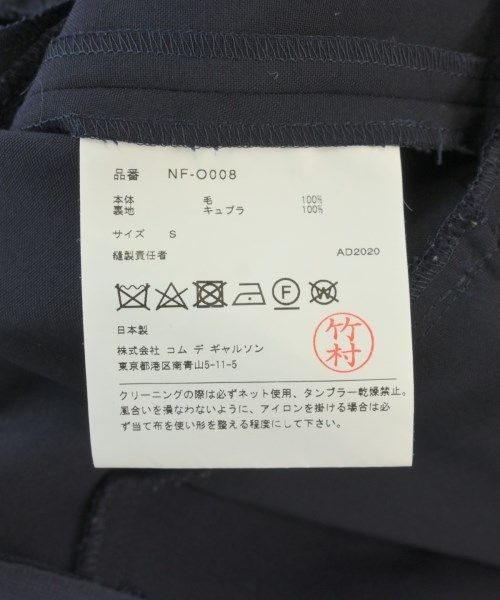 品番 NF-O008
本体 毛 100%
裏地 キュプラ 100%
サイズ S
縫製責任者 AD2020
F W
日本製
竹村
株式会社 コム デ ギャルソン
東京都港区南青山5-11-5
クリーニングの際は必ずネット使用、タンブラー乾燥禁止。
風合いを損なわないように、アイロンを掛ける場合は必
ず当て布を使い形を整える程度にして下さい。